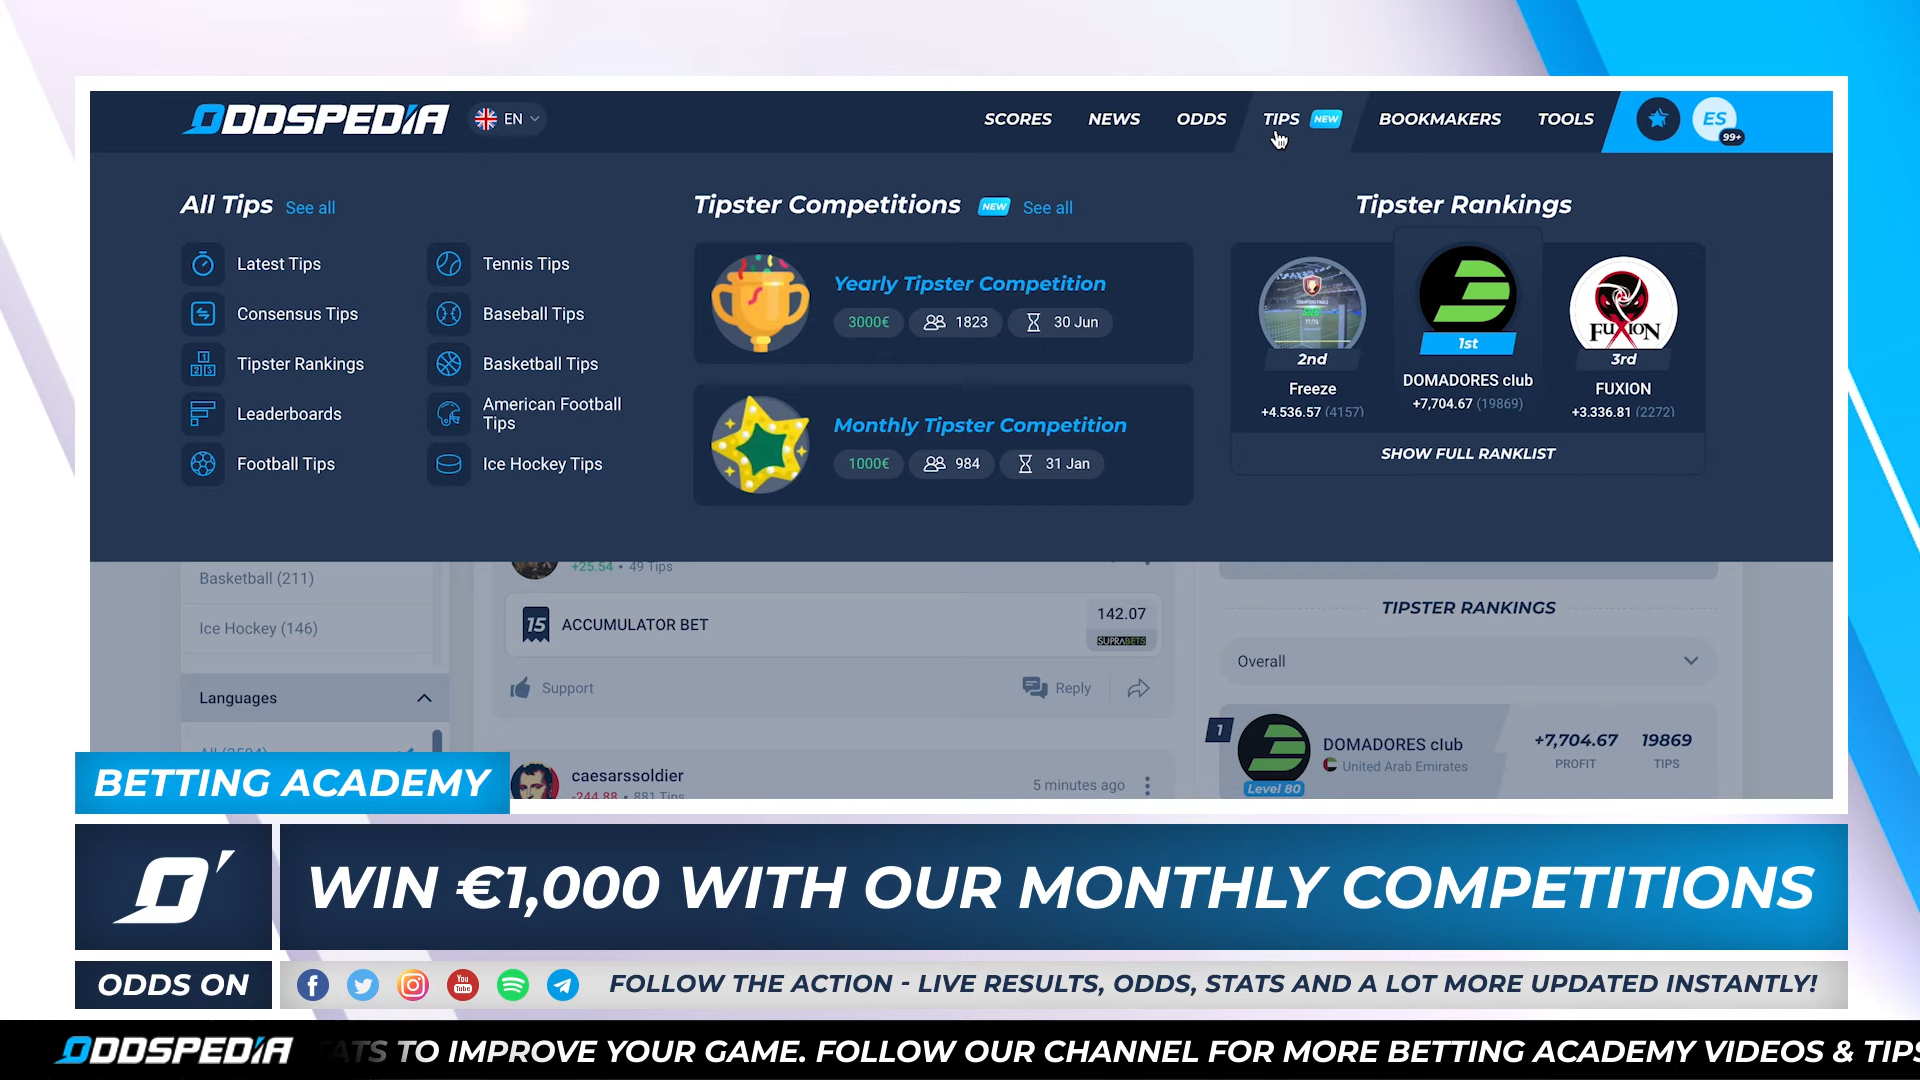 ODDSPEDIA
EN
SCORES
NEWS
ODDS
TIPS NEW
BOOKMAKERS
TOOLS
ES
99+
All Tips See all
Latest Tips
Consensus Tips
Tipster Rankings
Leaderboards
Football Tips
Tennis Tips
Baseball Tips
Basketball Tips
American Football
Tips
Ice Hockey Tips
Tipster Competitions NEW See all
Yearly Tipster Competition
3000€ 1823 30 Jun
Monthly Tipster Competition
1000€ 984 31 Jan
Tipster Rankings
2nd
Freeze
+4.536.57 (4157)
1st
DOMADORES club
+7,704.67 (19869)
FUXION
3rd
FUXION
+3.336.81 (2272)
SHOW FULL RANKLIST
Basketball (211)
Ice Hockey (146)
Languages
+25.54 • 49 Tips
15 ACCUMULATOR BET
142.07
SUPRABETS
Support
Reply
caesarssoldier
-244.88 • 881 Tips
5 minutes ago
TIPSTER RANKINGS
Overall
1
DOMADORES club
United Arab Emirates
Level 80
+7,704.67
PROFIT
19869
TIPS
BETTING ACADEMY
WIN €1,000 WITH OUR MONTHLY COMPETITIONS
ODDS ON
You
Tube
FOLLOW THE ACTION - LIVE RESULTS, ODDS, STATS AND A LOT MORE UPDATED INSTANTLY!
ODDSPEDIA
TO IMPROVE YOUR GAME. FOLLOW OUR CHANNEL FOR MORE BETTING ACADEMY VIDEOS & TIPS